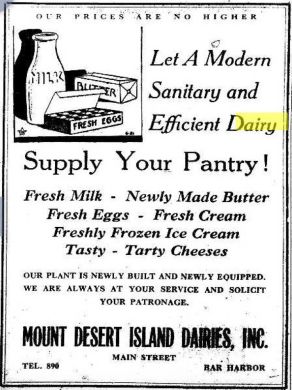 OUR PRICES ARE NO HIGHER
MILK
BUTTER
FRESH EGGS
Let A Modern
Sanitary and
Efficient Dairy
Supply Your Pantry!
Fresh Milk - Newly Made Butter
Fresh Eggs - Fresh Cream
Freshly Frozen Ice Cream
Tasty - Tarty Cheeses
OUR PLANT IS NEWLY BUILT AND NEWLY EQUIPPED.
WE ARE ALWAYS AT YOUR SERVICE AND SOLICIT
YOUR PATRONAGE.
MOUNT DESERT ISLAND DAIRIES, INC.
MAIN STREET
TEL. 890 BAR HARBOR